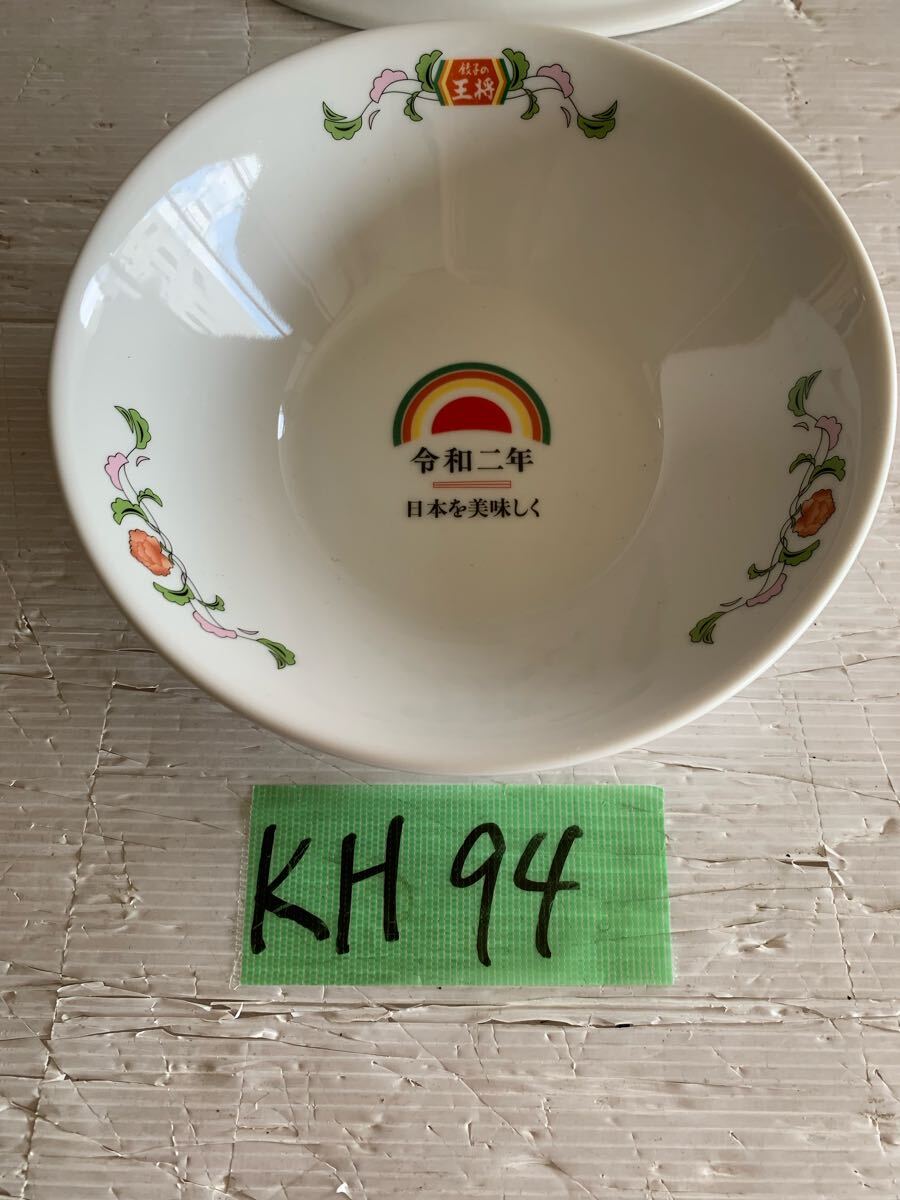 餃子の
王将
令和二年
日本を美味しく
KH 94